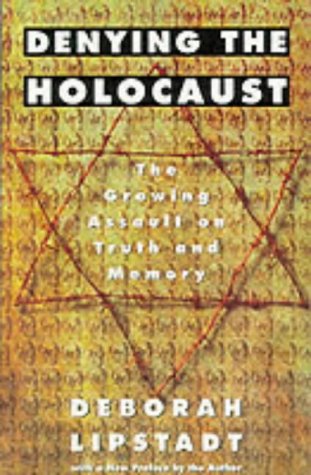 DENYING THE
HOLOCAUST
The
Growing
Assault on
Truth and
Memory
DEBORAH
LIPSTADT
with a New Preface by the Author